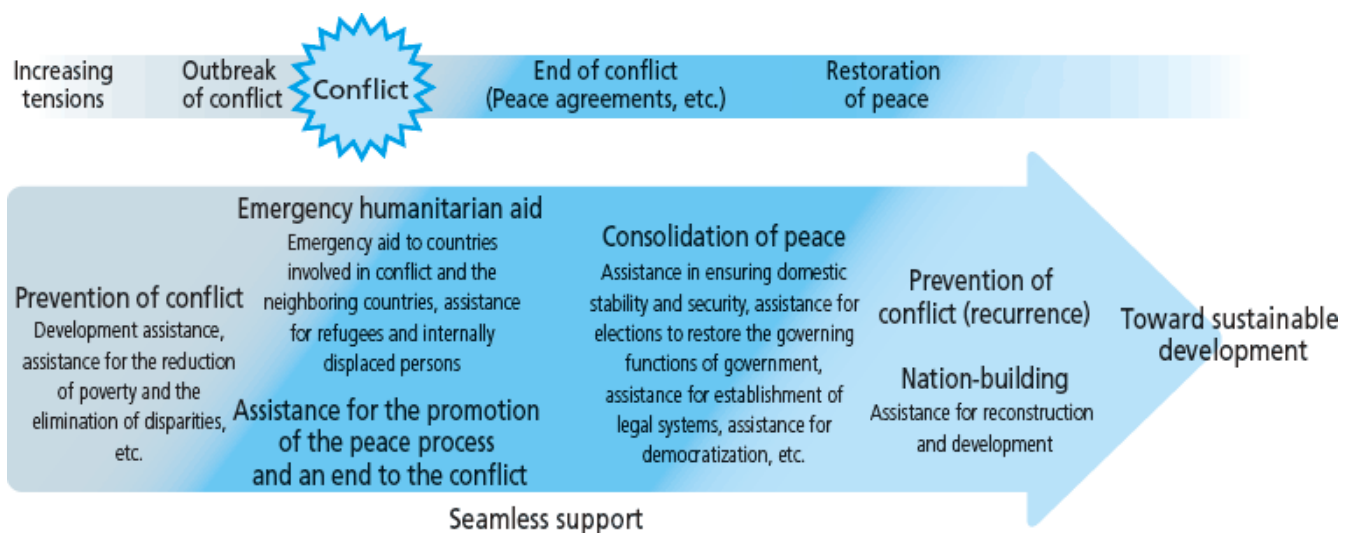 Increasing
tensions
Outbreak
of conflict
Conflict
End of conflict
(Peace agreements, etc.)
Restoration
of peace
Prevention of conflict
Development assistance,
assistance for the reduction
of poverty and the
elimination of disparities,
etc.
Emergency humanitarian aid
Emergency aid to countries
involved in conflict and the
neighboring countries, assistance
for refugees and internally
displaced persons
Assistance for the promotion
of the peace process
and an end to the conflict
Consolidation of peace
Assistance in ensuring domestic
stability and security, assistance for
elections to restore the governing
functions of government,
assistance for establishment of
legal systems, assistance for
democratization, etc.
Prevention of
conflict (recurrence)
Nation-building
Assistance for reconstruction
and development
Toward sustainable
development
Seamless support